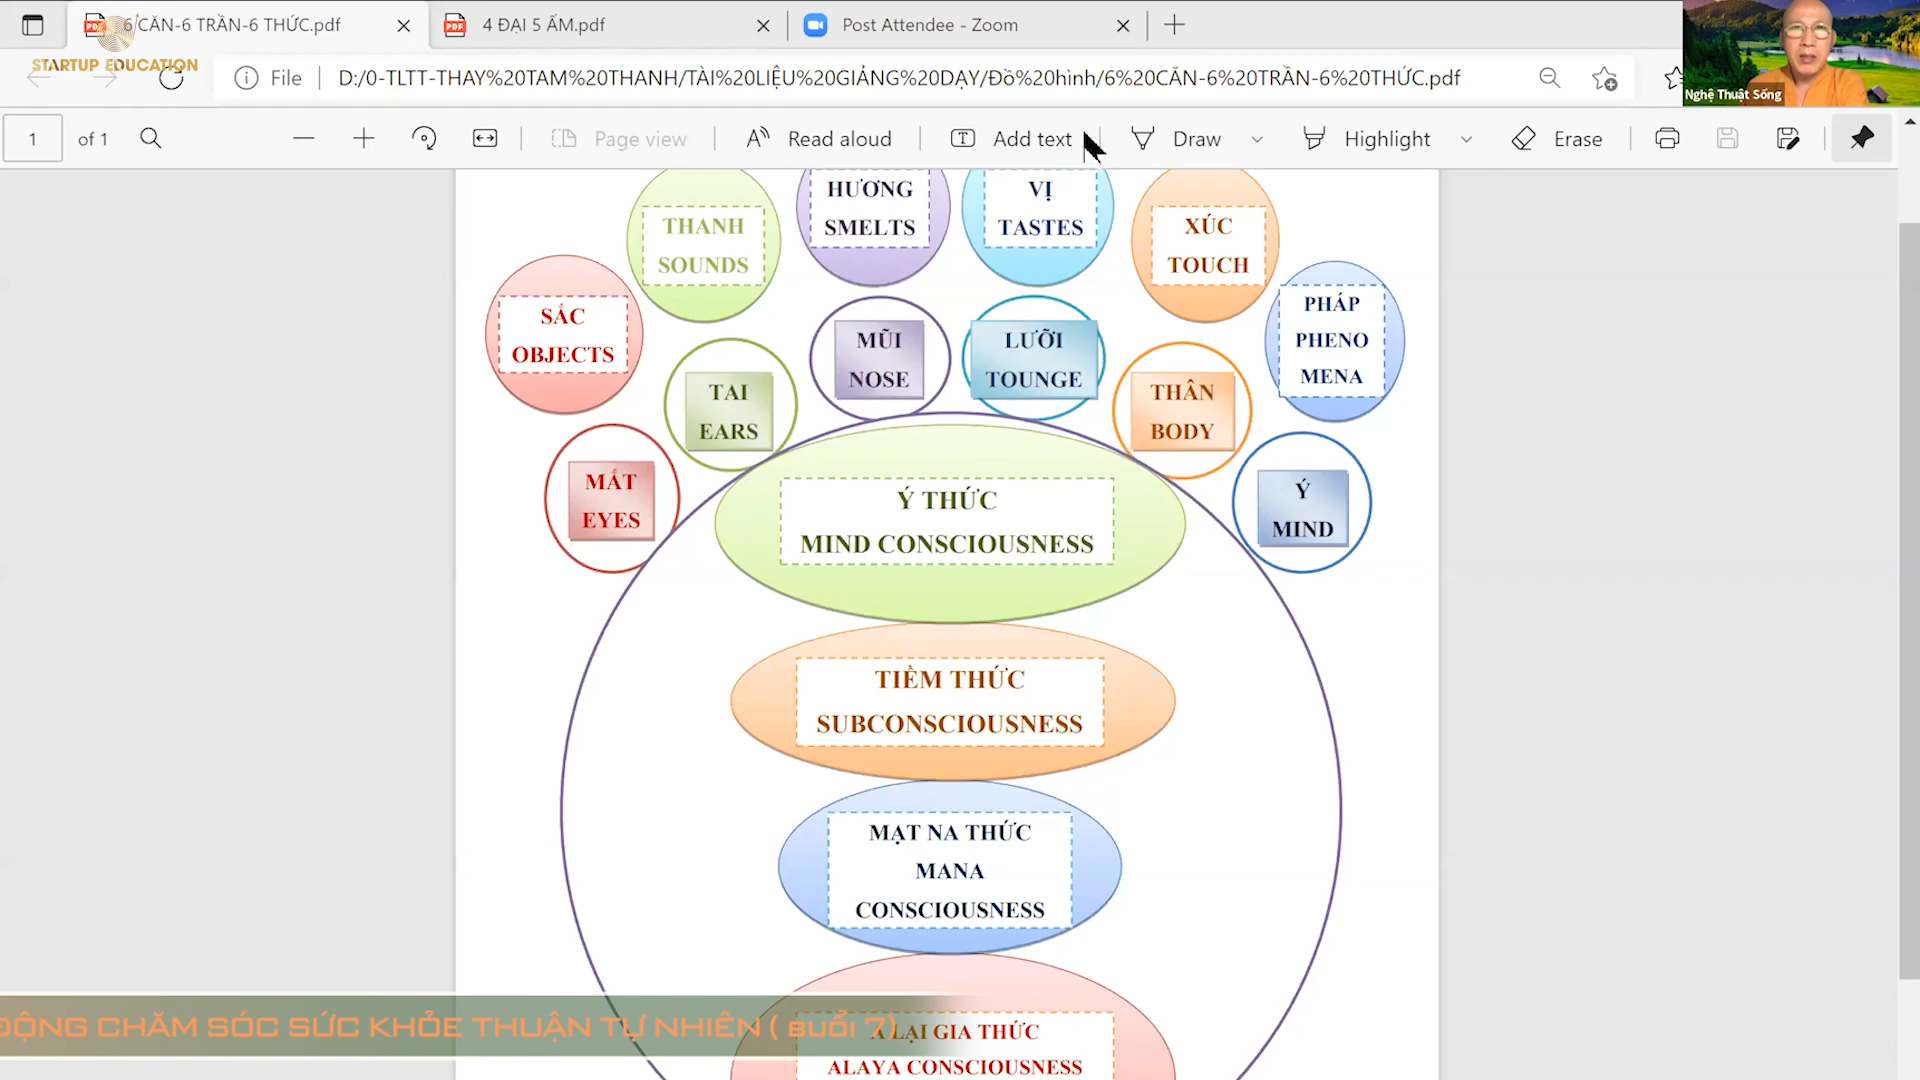 6 CĂN-6 TRẦN-6 THỨC.pdf
4 ĐẠI 5 ẤM.pdf
Post Attendee - Zoom
STARTUP EDUCATION
File
D:/0-TLTT-THAY%20TAM%20THANH/TÀI%20LIỆU%20GIẢNG%20DẠY/Đồ%20hình/6%20CĂN-6%20TRẦN-6%20THỨC.pdf
Nghệ Thuật Sống
1 of 1
Page view
Read aloud
Add text
Draw
Highlight
Erase
THANH
SOUNDS
HƯƠNG
SMELTS
VỊ
TASTES
XÚC
TOUCH
SẮC
OBJECTS
PHÁP
PHENO
MENA
TAI
EARS
MŨI
NOSE
LƯỠI
TOUNGE
THÂN
BODY
MẮT
EYES
Ý
MIND
Ý THỨC
MIND CONSCIOUSNESS
TIỀM THỨC
SUBCONSCIOUSNESS
MẠT NA THỨC
MANA
CONSCIOUSNESS
ĐỘNG CHĂM SÓC SỨC KHỎE THUẬN TỰ NHIÊN ( BUỔI 7)
A LẠI GIA THỨC
ALAYA CONSCIOUSNESS